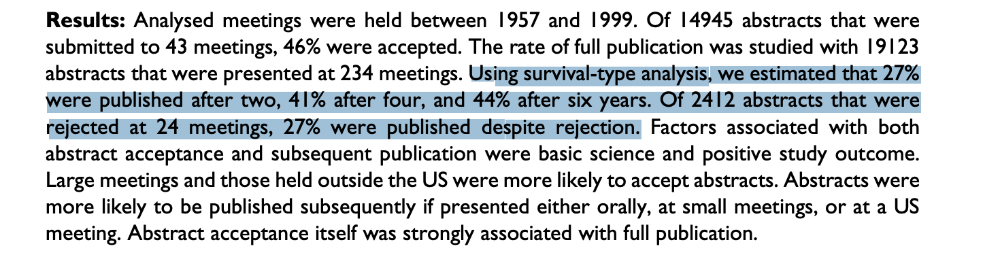 Results: Analysed meetings were held between 1957 and 1999. Of 14945 abstracts that were
submitted to 43 meetings, 46% were accepted. The rate of full publication was studied with 19123
abstracts that were presented at 234 meetings. Using survival-type analysis, we estimated that 27%
were published after two, 41% after four, and 44% after six years. Of 2412 abstracts that were
rejected at 24 meetings, 27% were published despite rejection. Factors associated with both
abstract acceptance and subsequent publication were basic science and positive study outcome.
Large meetings and those held outside the US were more likely to accept abstracts. Abstracts were
more likely to be published subsequently if presented either orally, at small meetings, or at a US
meeting. Abstract acceptance itself was strongly associated with full publication.